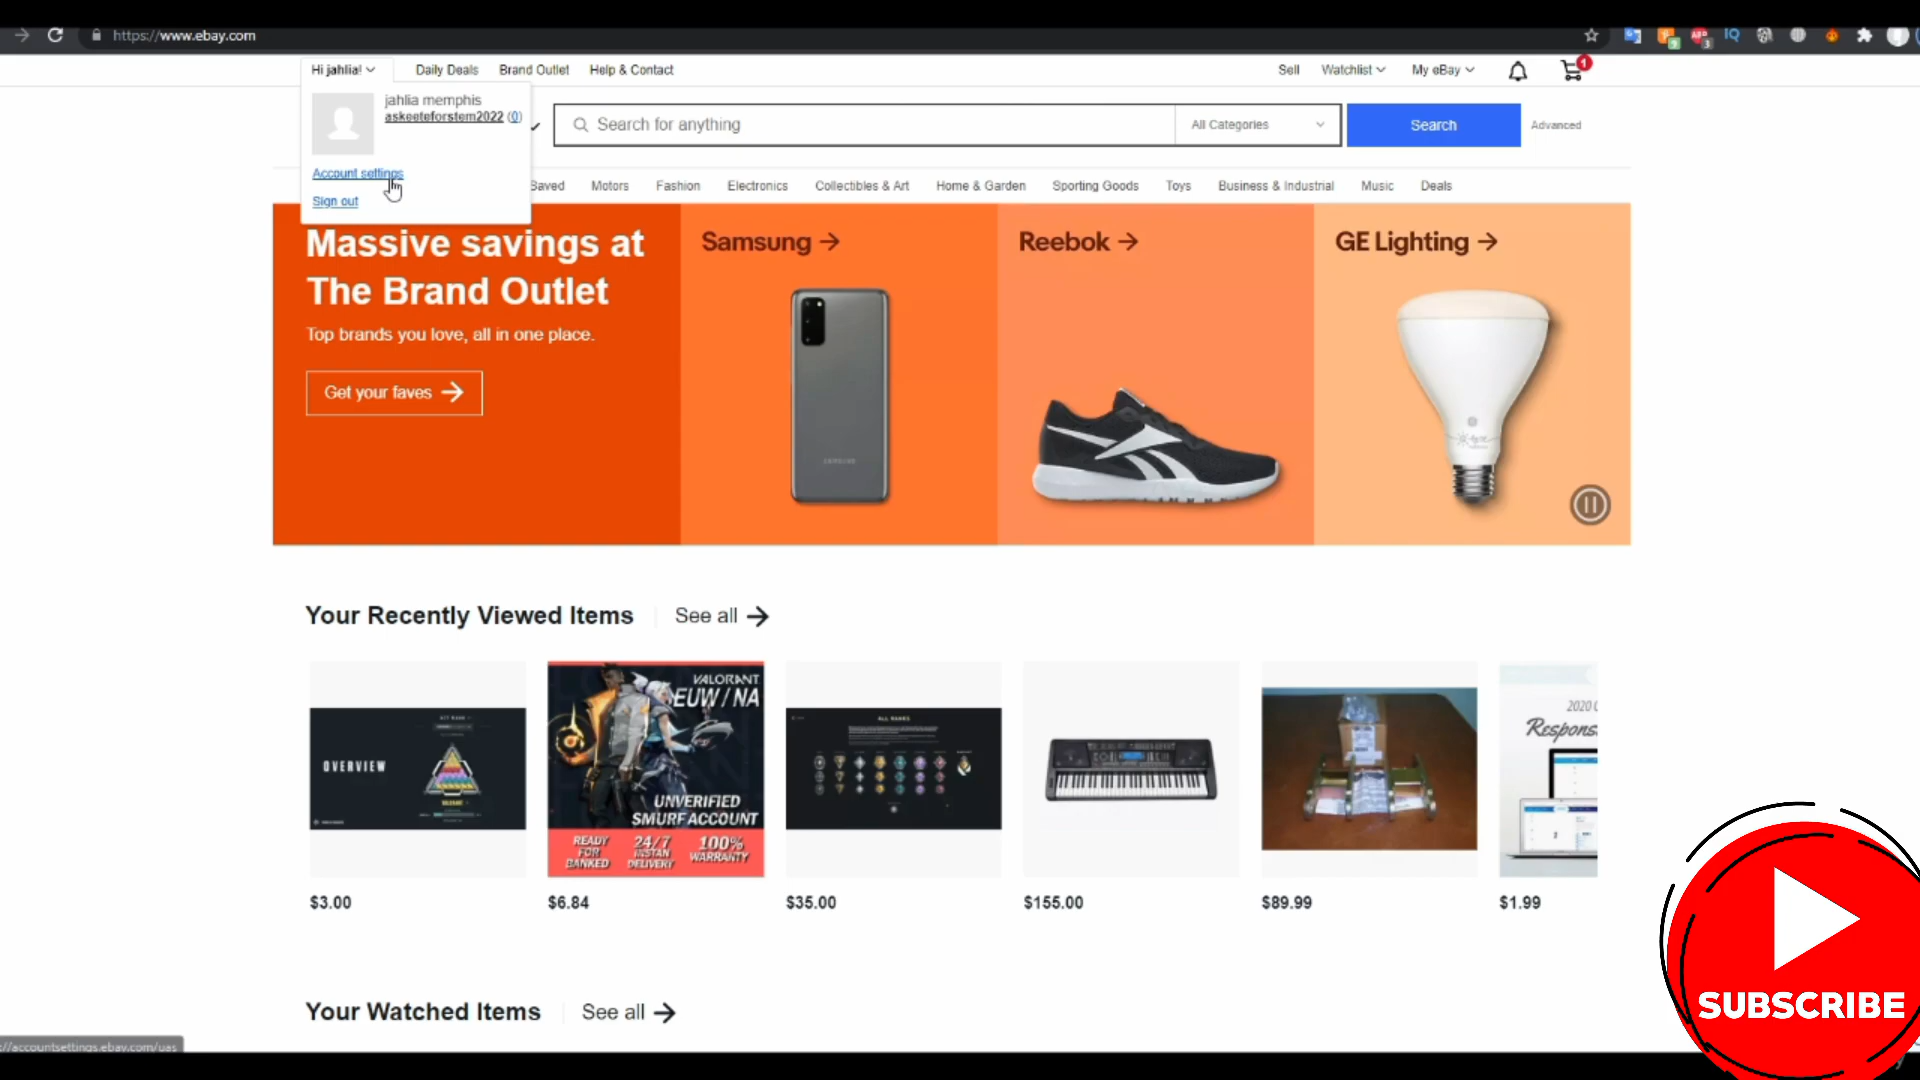 https://www.ebay.com
Hi jahlia!
Daily Deals
Brand Outlet
Help & Contact
Sell
Watchlist
My eBay
1
jahlia memphis
askeeteforstem2022 (0)
Account settings
Sign out
Search for anything
All Categories
Search
Advanced
Saved
Motors
Fashion
Electronics
Collectibles & Art
Home & Garden
Sporting Goods
Toys
Business & Industrial
Music
Deals
Massive savings at
The Brand Outlet
Top brands you love, all in one place.
Get your faves
Samsung
Reebok
GE Lighting
SAMSUNG
Your Recently Viewed Items
See all
OVERVIEW
VALORANT
EUW / NA
UNVERIFIED
SMURF ACCOUNT
READY
FOR
BANKED
24/7
INSTAN
DELIVERY
100%
WARRANTY
ALL RANKS
2020
Respons
$3.00
$6.84
$35.00
$155.00
$89.99
$1.99
Your Watched Items
See all
SUBSCRIBE
://accountsettings.ebay.com/uas